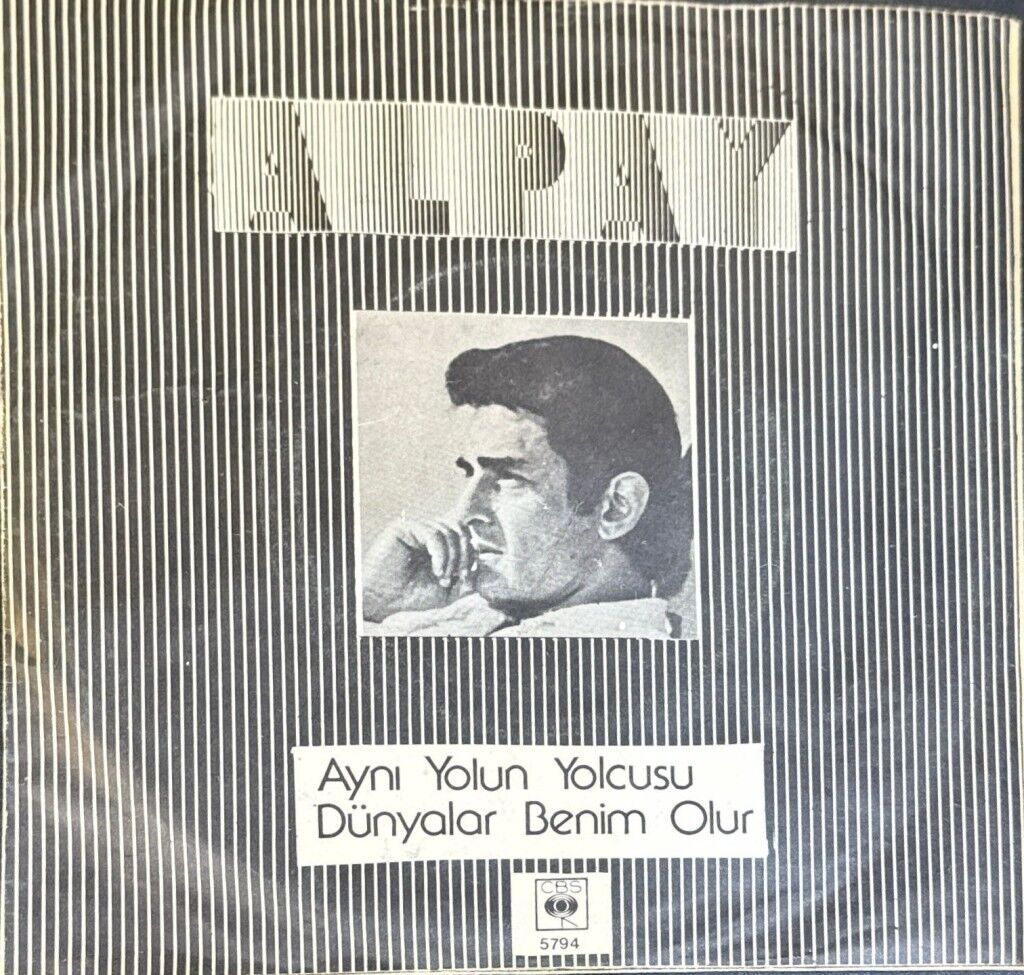 ALPAY
Aynı Yolun Yolcusu
Dünyalar Benim Olur
CBS
5794